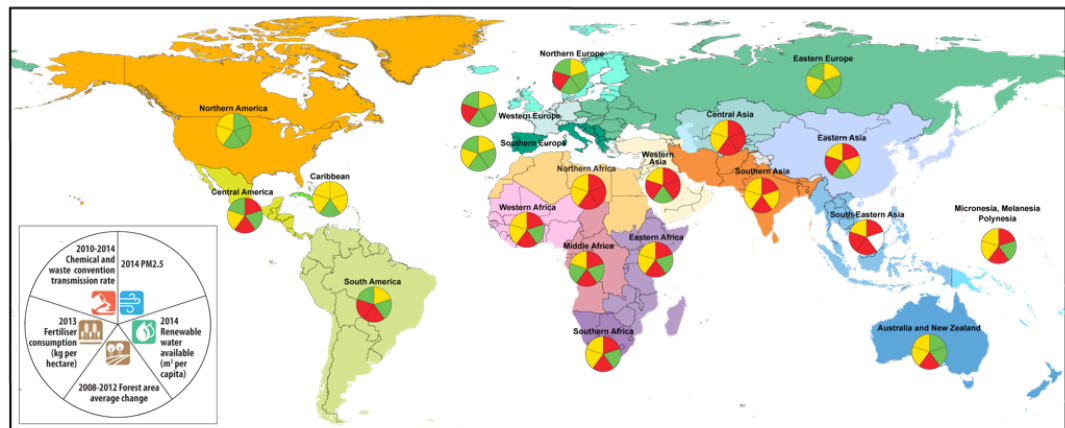 Northern Europe
Eastern Europe
Northern America
Western Europe
Central Asia
Eastern Asia
Southern Europe
Western
Asia
Northern Africa
Southern Asia
Caribbean
Central America
Western Africa
South-Eastern Asia
Micronesia, Melanesia
Polynesia
Eastern Africa
Middle Africa
South America
Southern Africa
Australia and New Zealand
2010-2014
Chemical and
waste convention
transmission rate
2014 PM2.5
2013
Fertiliser
consumption
(kg per
hectare)
2014
Renewable
water
available
(m³ per
capita)
2008-2012 Forest area
average change